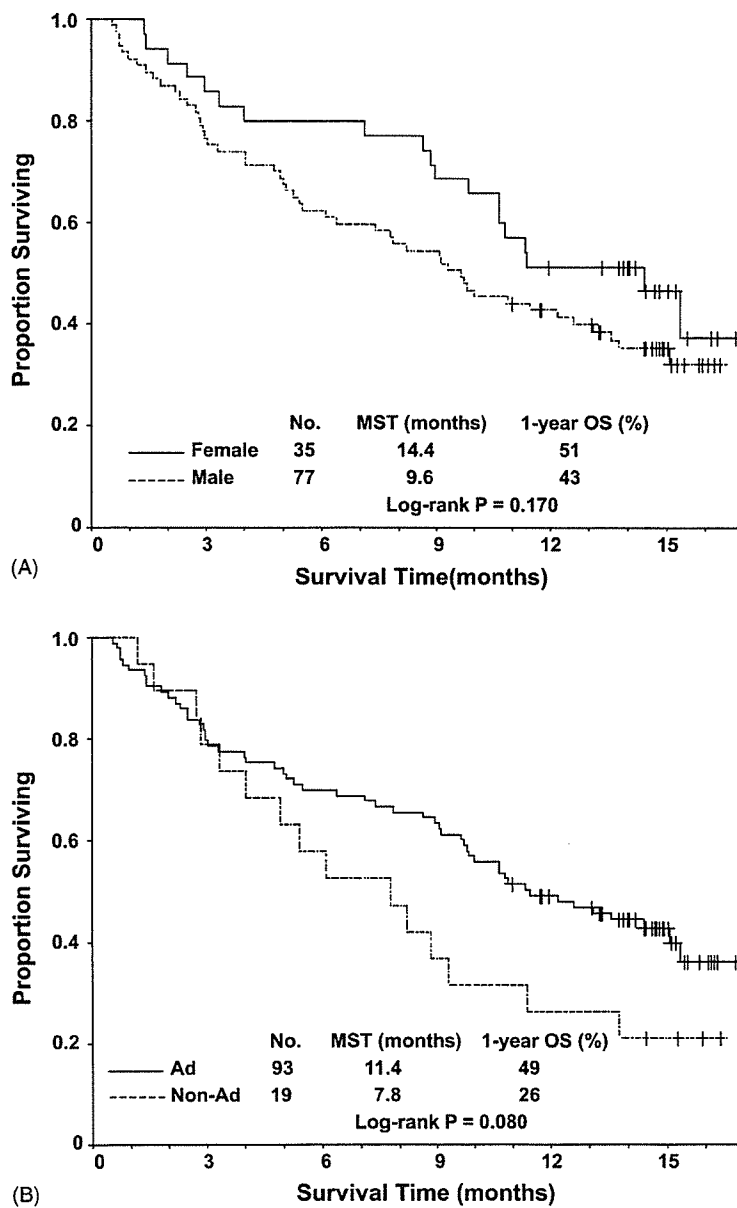 1.0
0.8
0.6
0.4
0.2
0
Proportion Surviving
No. MST (months) 1-year OS (%)
Female 35 14.4 51
Male 77 9.6 43
Log-rank P = 0.170
0 3 6 9 12 15
Survival Time(months)
(A)
1.0
0.8
0.6
0.4
0.2
0
Proportion Surviving
No. MST (months) 1-year OS (%)
Ad 93 11.4 49
Non-Ad 19 7.8 26
Log-rank P = 0.080
0 3 6 9 12 15
Survival Time (months)
(B)